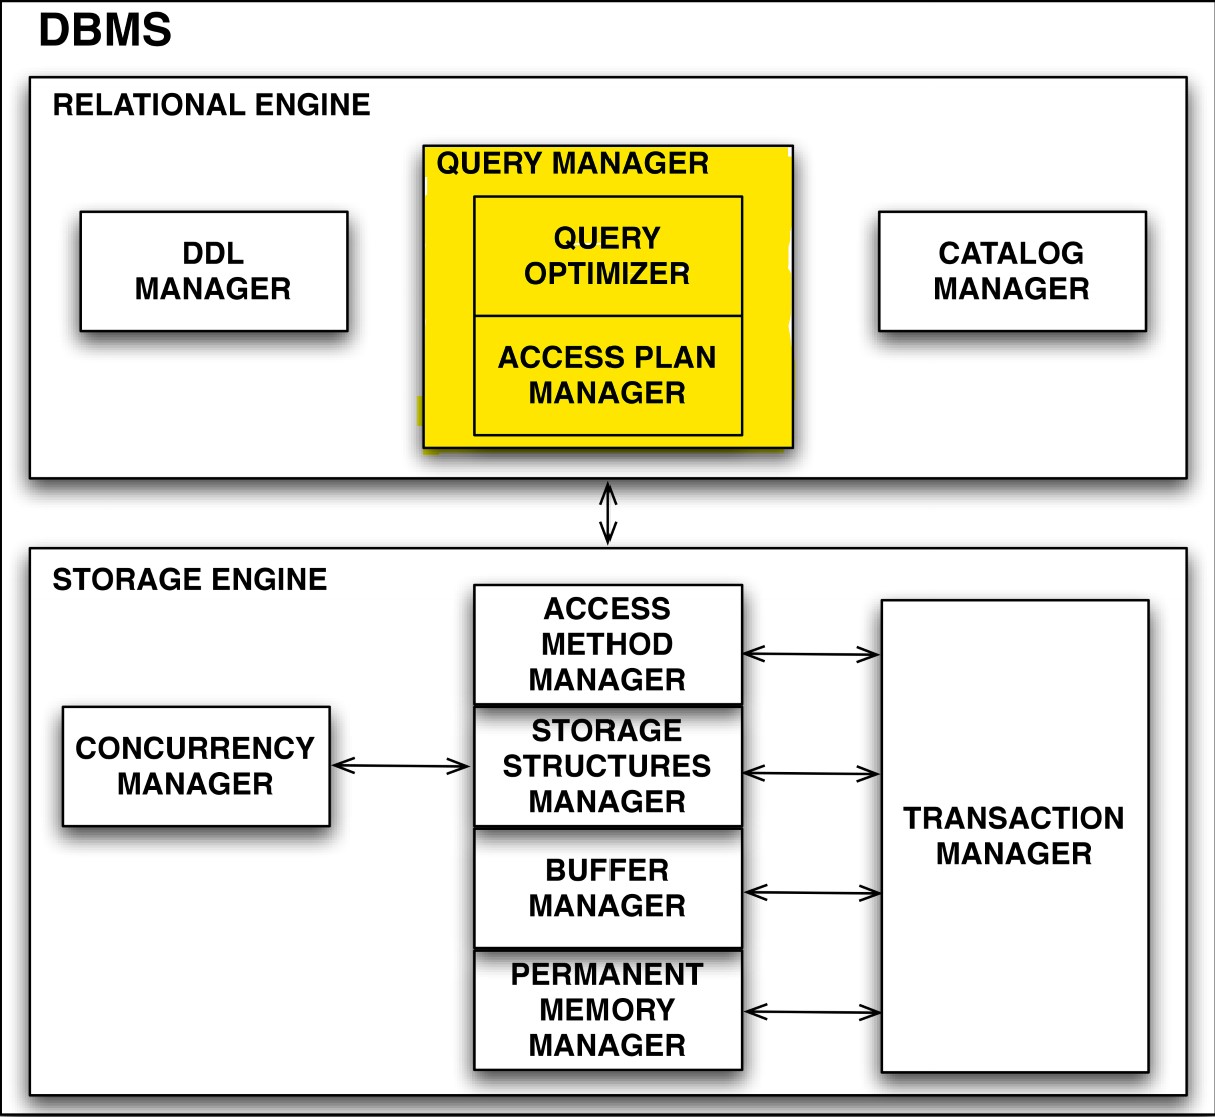 DBMS
RELATIONAL ENGINE
QUERY MANAGER
DDL
MANAGER
QUERY
OPTIMIZER
ACCESS PLAN
MANAGER
CATALOG
MANAGER
STORAGE ENGINE
CONCURRENCY
MANAGER
ACCESS
METHOD
MANAGER
STORAGE
STRUCTURES
MANAGER
BUFFER
MANAGER
PERMANENT
MEMORY
MANAGER
TRANSACTION
MANAGER